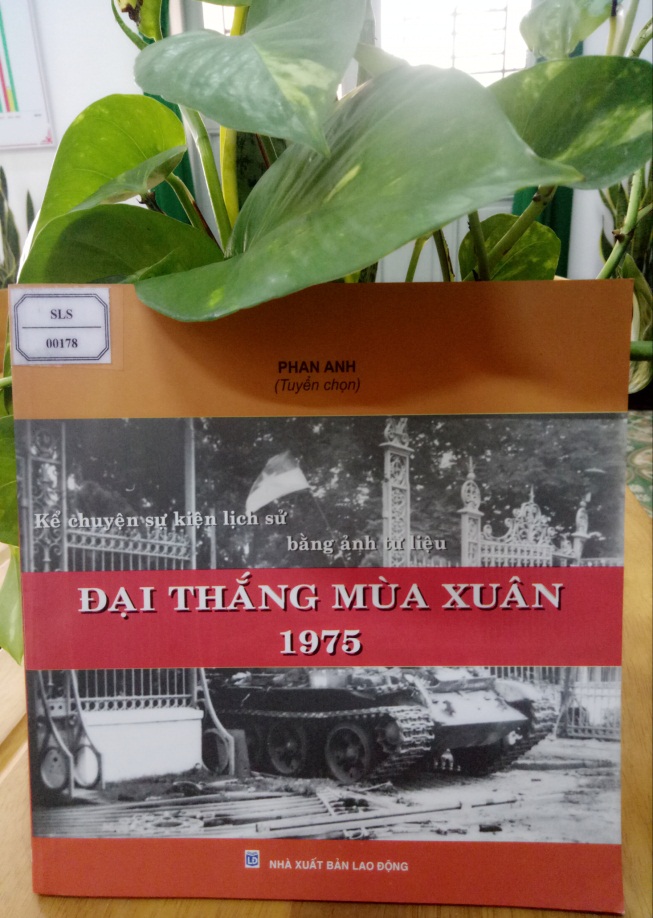 SLS
00178
PHAN ANH
(Tuyển chọn)
Kể chuyện sự kiện lịch sử
bằng ảnh tư liệu
ĐẠI THẮNG MÙA XUÂN
1975
LĐ
NHÀ XUẤT BẢN LAO ĐỘNG